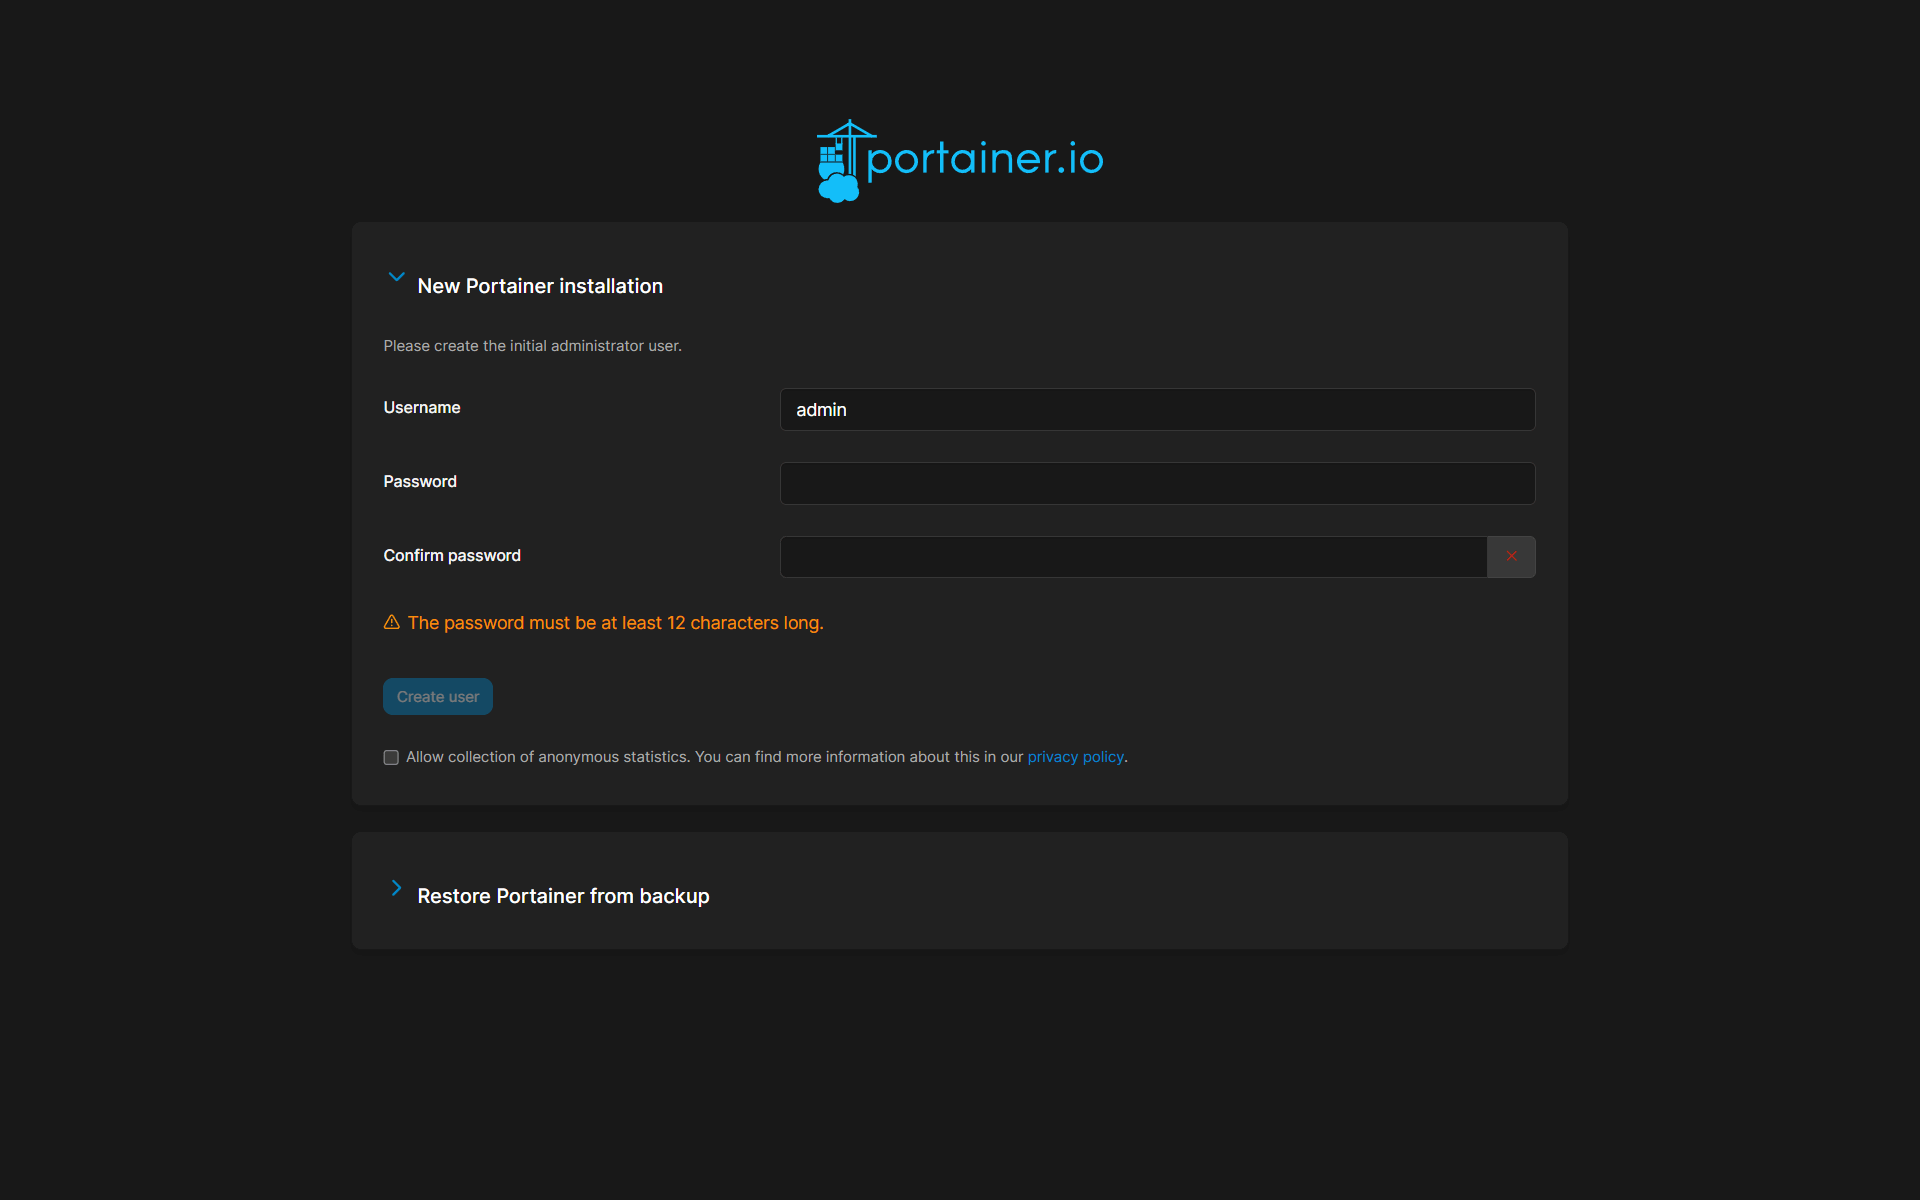 portainer.io
New Portainer installation
Please create the initial administrator user.
Username
admin
Password
Confirm password
The password must be at least 12 characters long.
Create user
Allow collection of anonymous statistics. You can find more information about this in our privacy policy.
Restore Portainer from backup